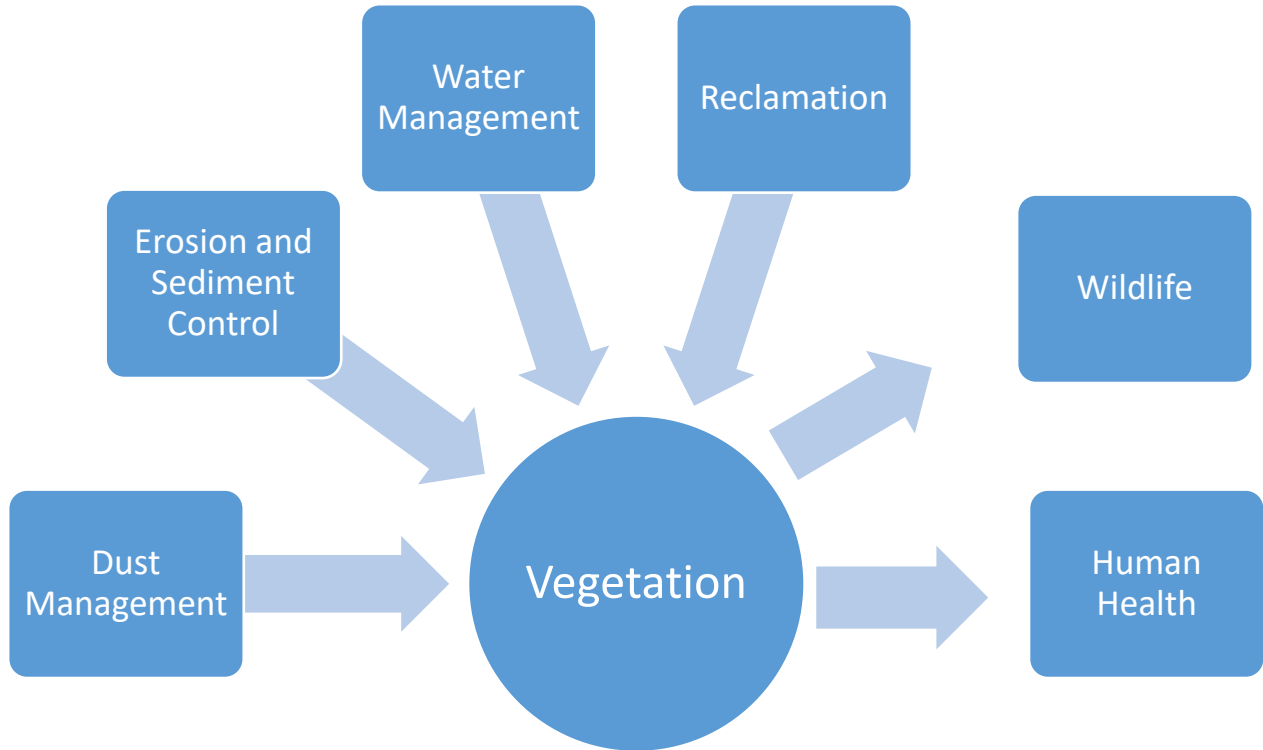 Water
Management
Reclamation
Erosion and
Sediment
Control
Wildlife
Dust
Management
Vegetation
Human
Health